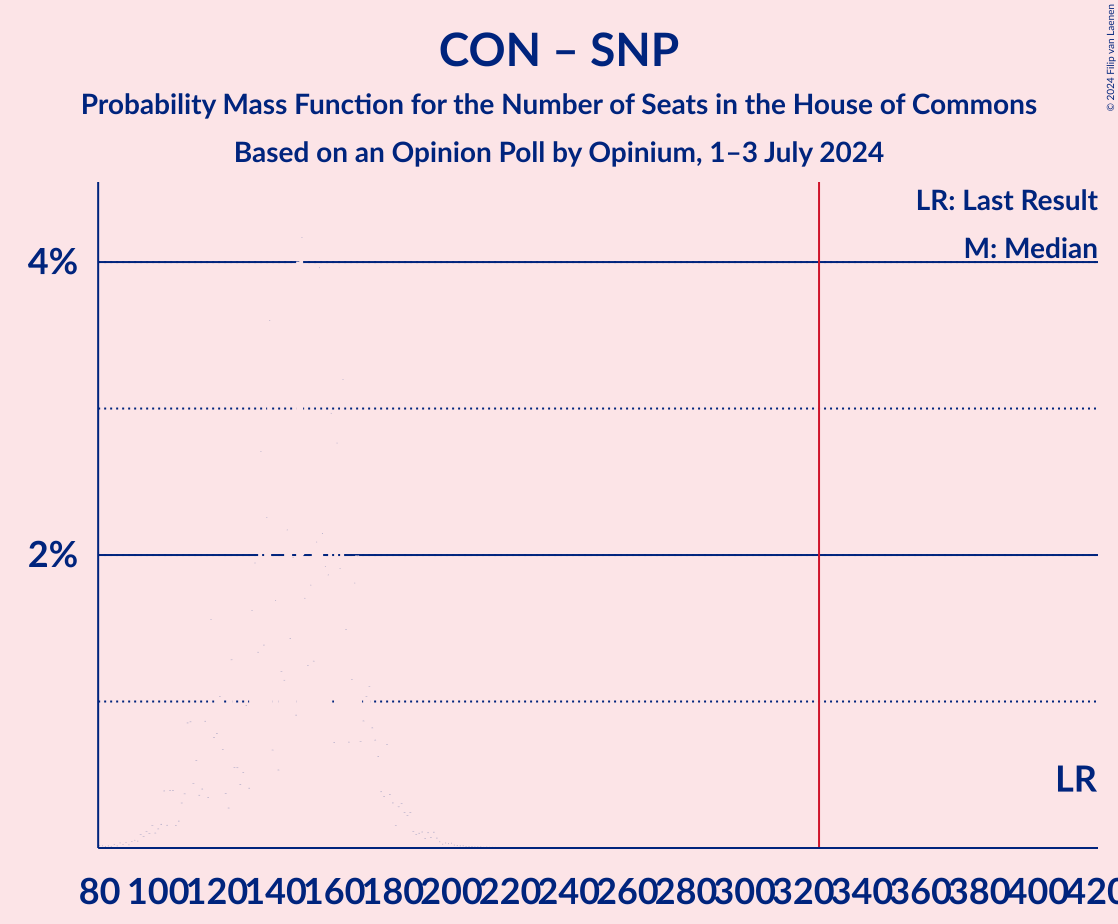 CON – SNP
Probability Mass Function for the Number of Seats in the House of Commons
Based on an Opinion Poll by Opinium, 1–3 July 2024
© 2024 Filip van Laenen
LR: Last Result
M: Median
4%
2%
LR
80 100 120 140 160 180 200 220 240 260 280 300 320 340 360 380 400 420